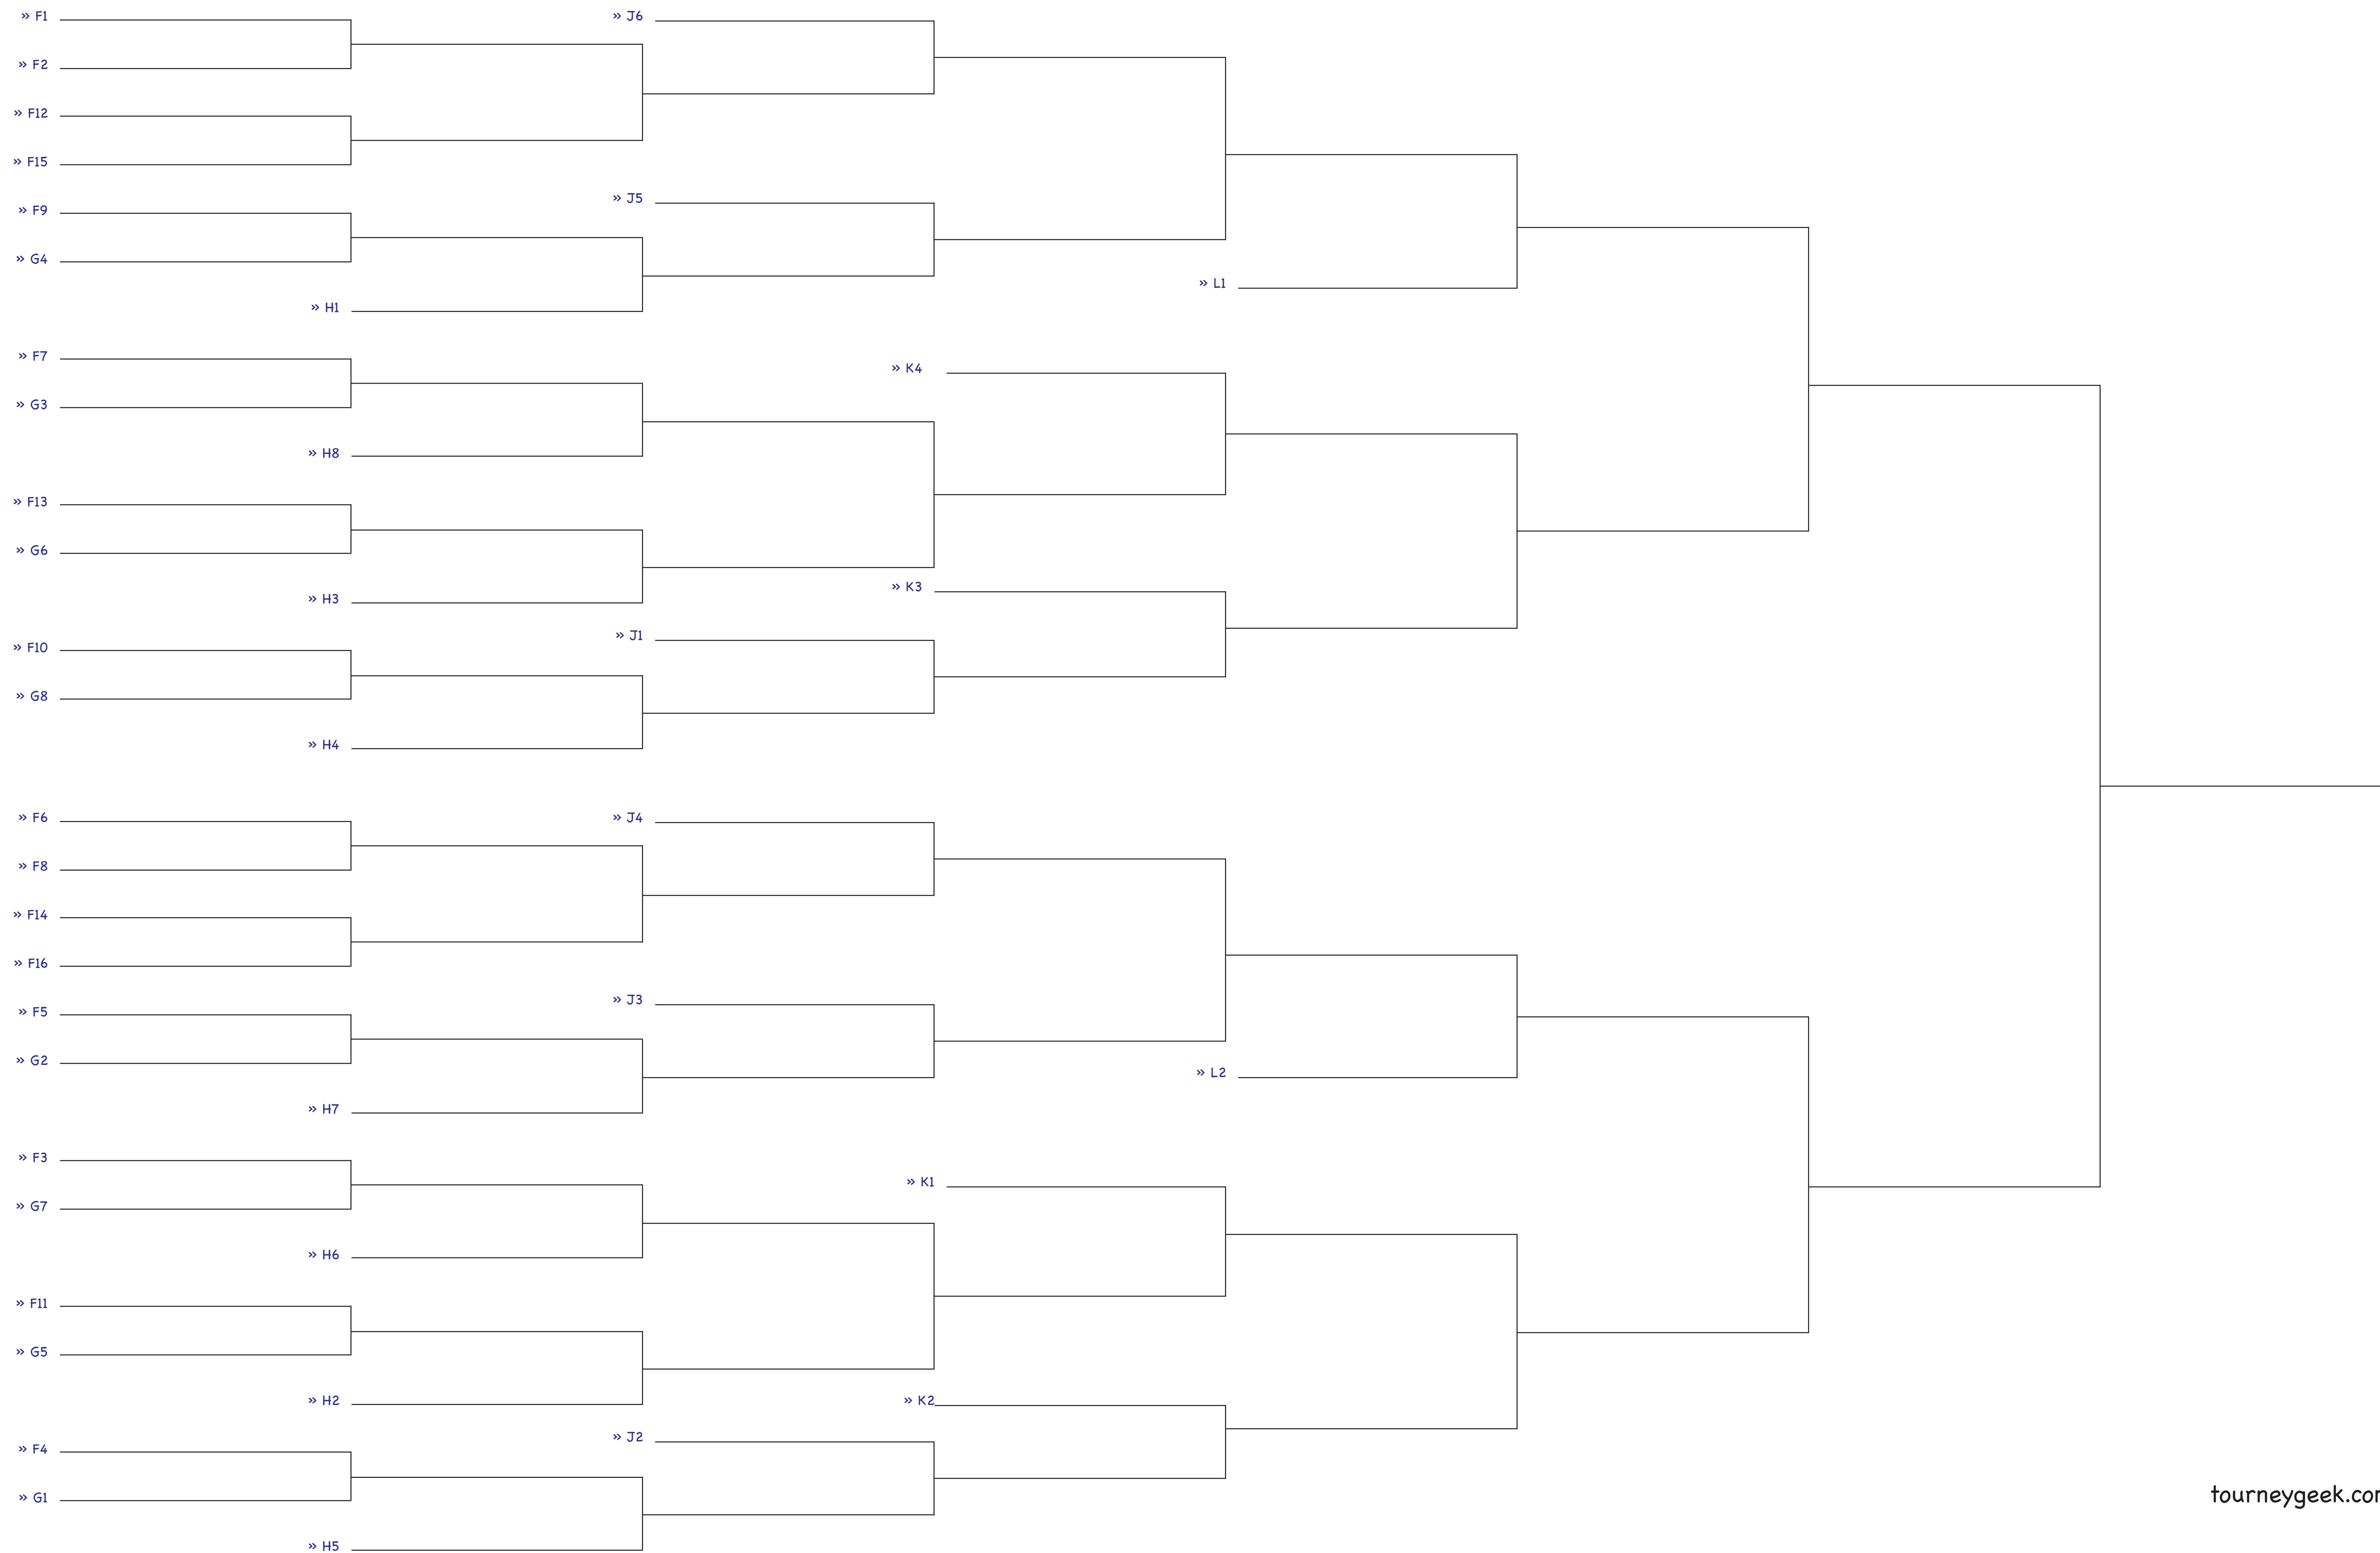 » F1
» J6
» F2
» F12
» F15
» J5
» F9
» G4
» L1
» H1
» F7
» K4
» G3
» H8
» F13
» G6
» K3
» H3
» J1
» F10
» G8
» H4
» F6
» J4
» F8
» F14
» F16
» J3
» F5
» G2
» L2
» H7
» F3
» K1
» G7
» H6
» F11
» G5
» H2
» K2
» J2
» F4
» G1
tourneygeek.com
» H5